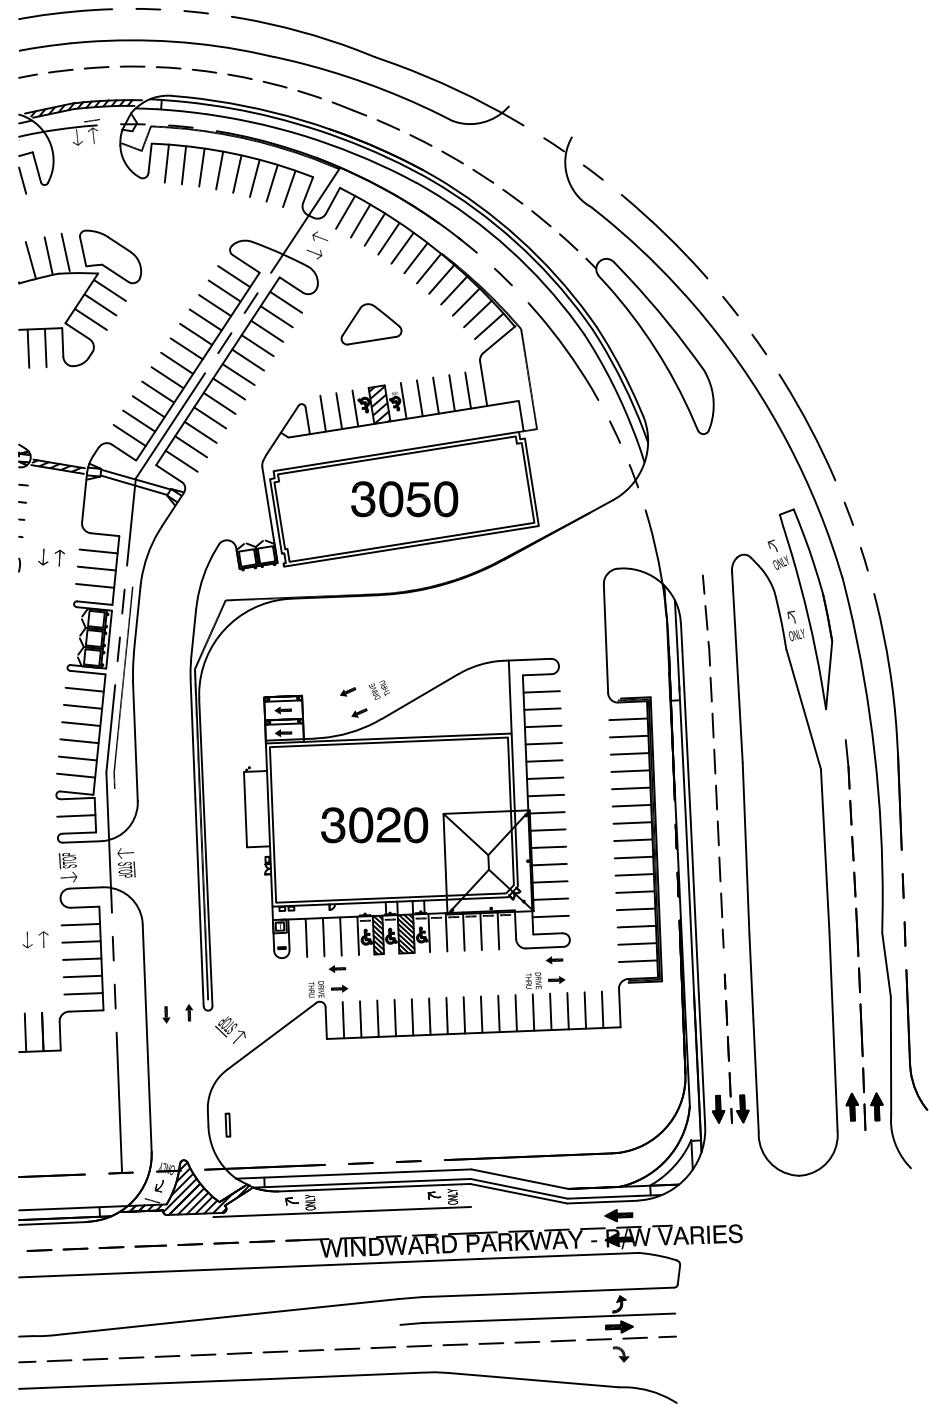 3050
ONLY
ONLY
DRIVE
THRU
3020
STOP
STOP
DRIVE
THRU
DRIVE
THRU
STOP
ONLY
ONLY
ONLY
WINDWARD PARKWAY - R/W VARIES